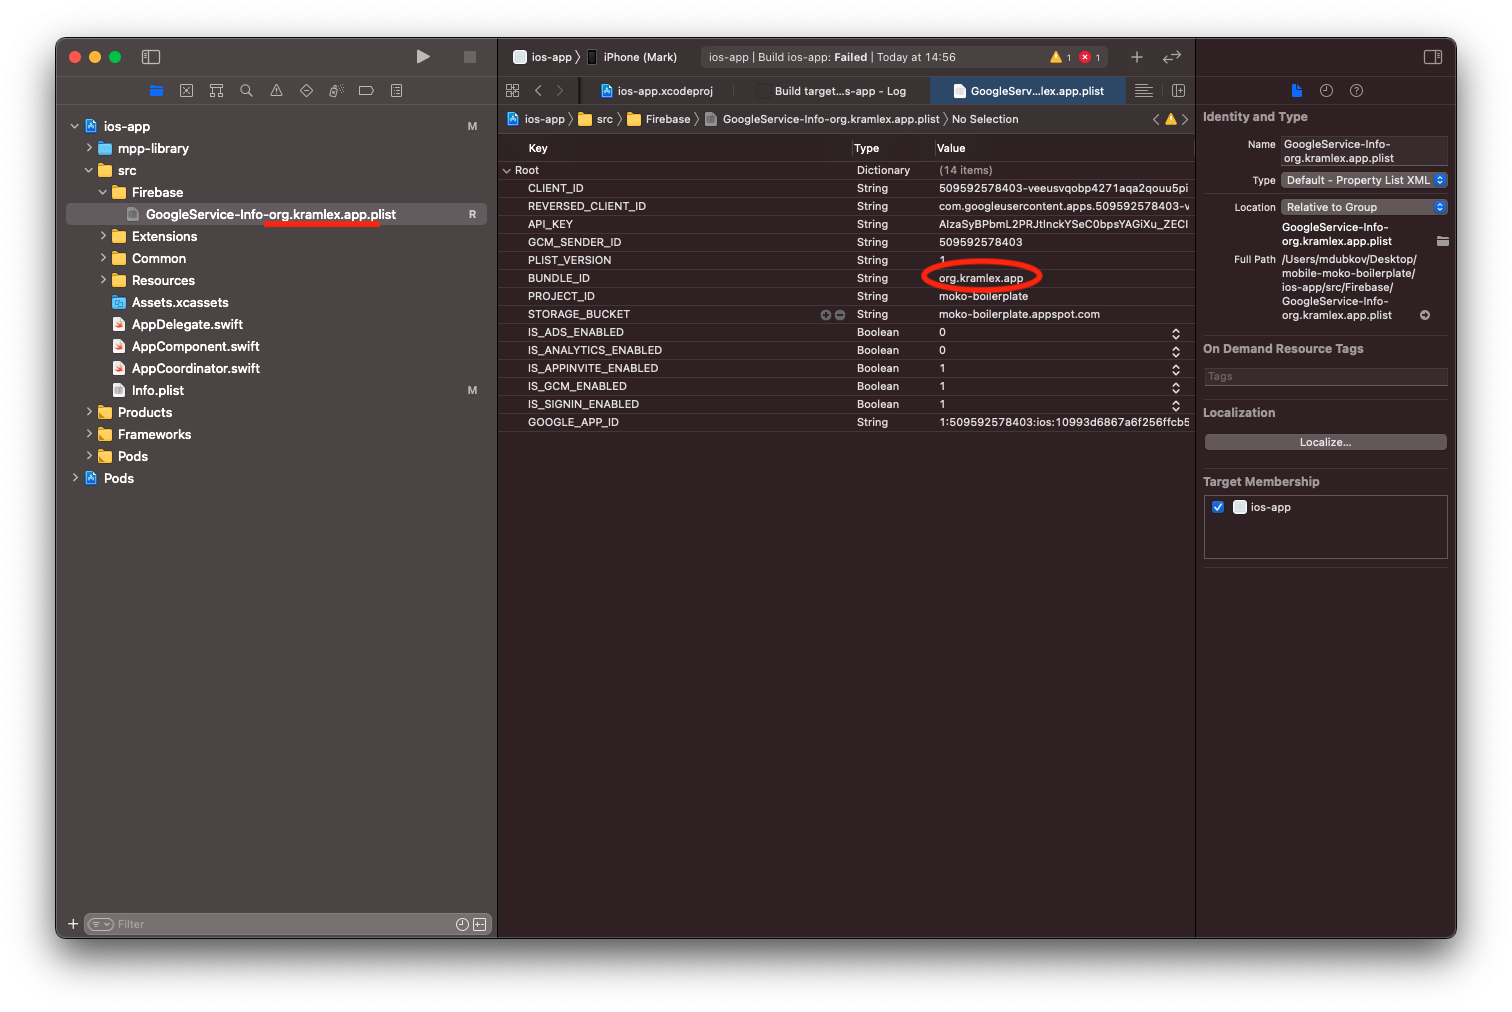 ios-app
iPhone (Mark)
ios-app | Build ios-app: Failed | Today at 14:56
1
1
ios-app.xcodeproj
Build target...s-app - Log
GoogleServ...lex.app.plist
ios-app
src
Firebase
GoogleService-Info-org.kramlex.app.plist
No Selection
ios-app M
mpp-library
src
Firebase
GoogleService-Info-org.kramlex.app.plist R
Extensions
Common
Resources
Assets.xcassets
AppDelegate.swift
AppComponent.swift
AppCoordinator.swift
Info.plist M
Products
Frameworks
Pods
Pods
Filter
Key Type Value
Root Dictionary (14 items)
CLIENT_ID String 509592578403-veeusvqobp4271aqa2qouu5pi
REVERSED_CLIENT_ID String com.googleusercontent.apps.509592578403-v
API_KEY String AIzaSyBPbmL2PRJtInckYSeC0bpsYAGiXu_ZECI
GCM_SENDER_ID String 509592578403
PLIST_VERSION String 1
BUNDLE_ID String org.kramlex.app
PROJECT_ID String moko-boilerplate
STORAGE_BUCKET String moko-boilerplate.appspot.com
IS_ADS_ENABLED Boolean 0
IS_ANALYTICS_ENABLED Boolean 0
IS_APPINVITE_ENABLED Boolean 1
IS_GCM_ENABLED Boolean 1
IS_SIGNIN_ENABLED Boolean 1
GOOGLE_APP_ID String 1:509592578403:ios:10993d6867a6f256ffcb5
Identity and Type
Name GoogleService-Info-
org.kramlex.app.plist
Type Default - Property List XML
Location Relative to Group
GoogleService-Info-
org.kramlex.app.plist
Full Path /Users/mdubkov/Desktop/
mobile-moko-boilerplate/
ios-app/src/Firebase/
GoogleService-Info-
org.kramlex.app.plist
On Demand Resource Tags
Tags
Localization
Localize...
Target Membership
ios-app